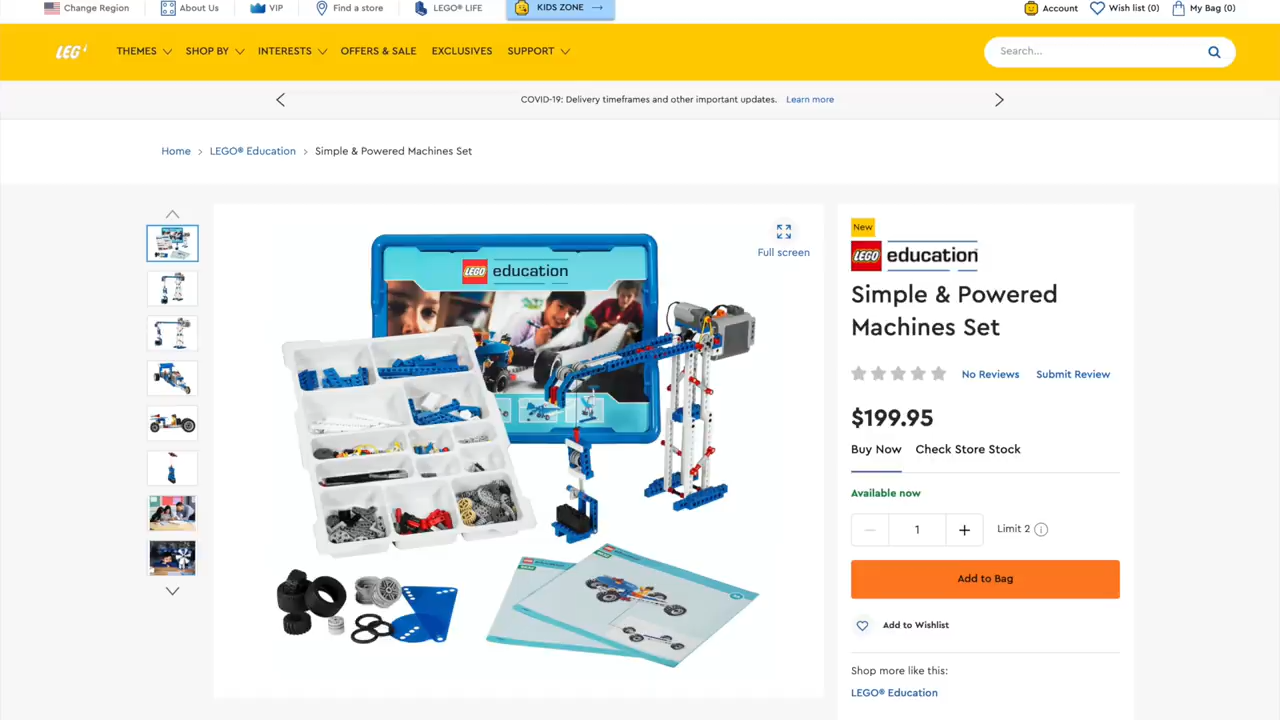 Change Region
About Us
VIP
Find a store
LEGO® LIFE
KIDS ZONE →
Account
Wish list (0)
My Bag (0)
LEG
THEMES
SHOP BY
INTERESTS
OFFERS & SALE
EXCLUSIVES
SUPPORT
Search...
COVID-19: Delivery timeframes and other important updates. Learn more
Home > LEGO® Education > Simple & Powered Machines Set
Full screen
LEGO education
New
LEGO education
Simple & Powered
Machines Set
No Reviews
Submit Review
$199.95
Buy Now
Check Store Stock
Available now
1
Limit 2
Add to Bag
Add to Wishlist
Shop more like this:
LEGO® Education